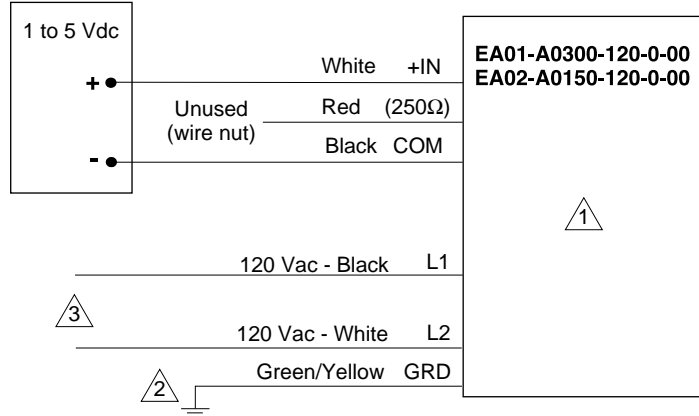 1 to 5 Vdc
EA01-A0300-120-0-00
EA02-A0150-120-0-00
White +IN
+
Unused
(wire nut)
Red (250Ω)
Black COM
-
1
120 Vac - Black L1
3
120 Vac - White L2
Green/Yellow GRD
2